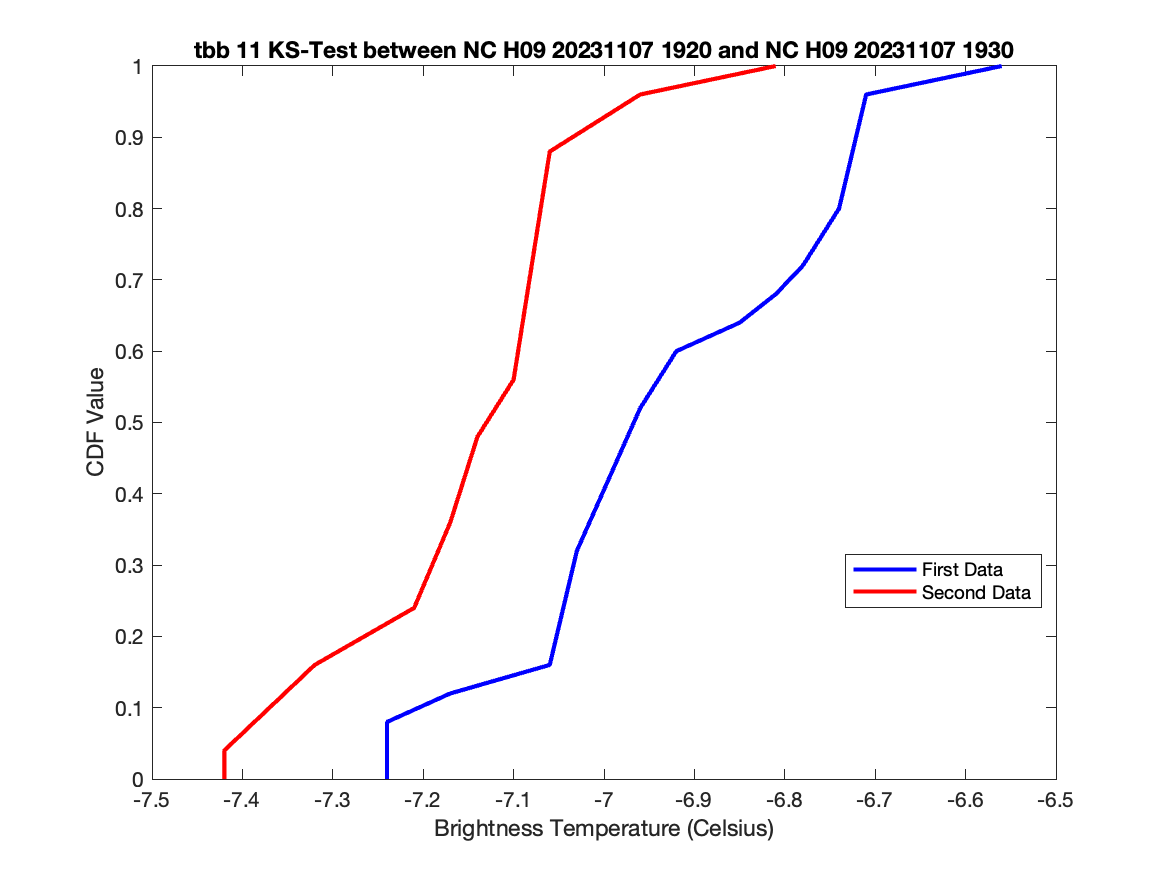 tbb 11 KS-Test between NC H09 20231107 1920 and NC H09 20231107 1930
1
0.9
0.8
0.7
0.6
0.5
0.4
0.3
0.2
0.1
0
CDF Value
First Data
Second Data
-7.5 -7.4 -7.3 -7.2 -7.1 -7 -6.9 -6.8 -6.7 -6.6 -6.5
Brightness Temperature (Celsius)